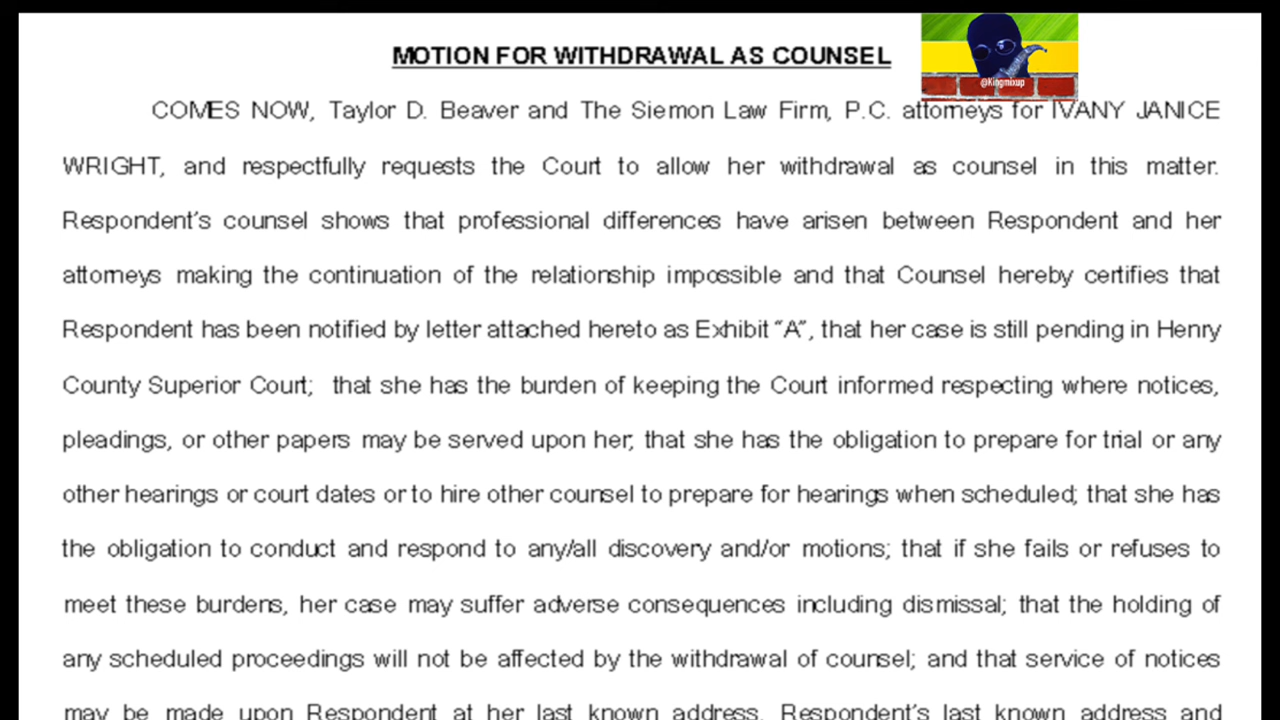 MOTION FOR WITHDRAWAL AS COUNSEL
@Kingmixup
COMES NOW, Taylor D. Beaver and The Siemon Law Firm, P.C. attorneys for IVANY JANICE
WRIGHT, and respectfully requests the Court to allow her withdrawal as counsel in this matter.
Respondent's counsel shows that professional differences have arisen between Respondent and her
attorneys making the continuation of the relationship impossible and that Counsel hereby certifies that
Respondent has been notified by letter attached hereto as Exhibit “A”, that her case is still pending in Henry
County Superior Court; that she has the burden of keeping the Court informed respecting where notices,
pleadings, or other papers may be served upon her; that she has the obligation to prepare for trial or any
other hearings or court dates or to hire other counsel to prepare for hearings when scheduled; that she has
the obligation to conduct and respond to any/all discovery and/or motions; that if she fails or refuses to
meet these burdens, her case may suffer adverse consequences including dismissal; that the holding of
any scheduled proceedings will not be affected by the withdrawal of counsel; and that service of notices
may be made upon Respondent at her last known address. Respondent's last known address and